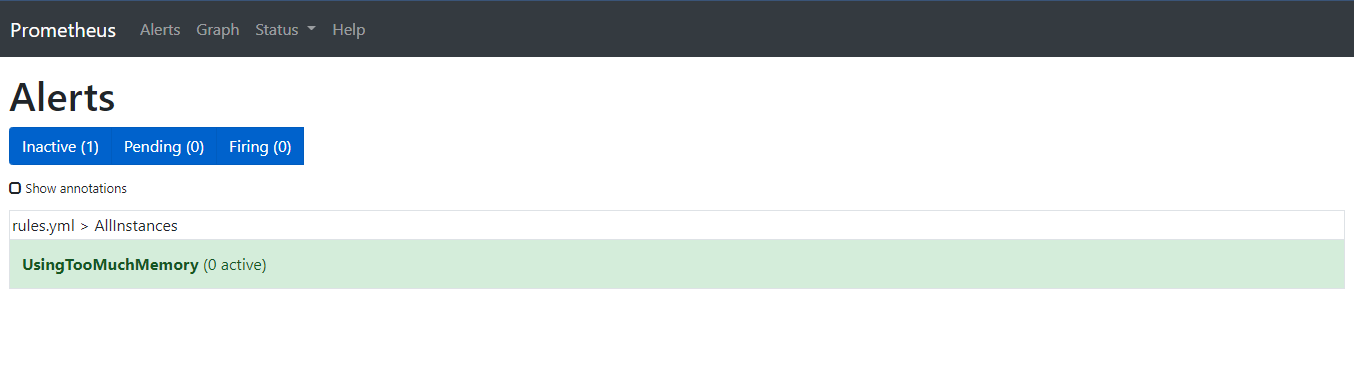 Prometheus Alerts Graph Status Help
Alerts
Inactive (1) Pending (0) Firing (0)
Show annotations
rules.yml > AllInstances
UsingTooMuchMemory (0 active)